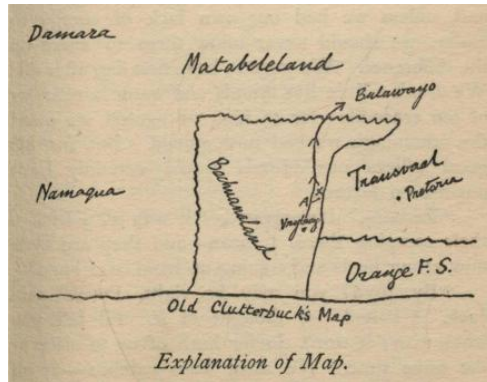 Damara
Matabeleland
Bulawayo
Namaqua
Bechuanaland
Transvaal
Pretoria
Vryburg
Orange F. S.
Old Clutterbuck's Map
Explanation of Map.